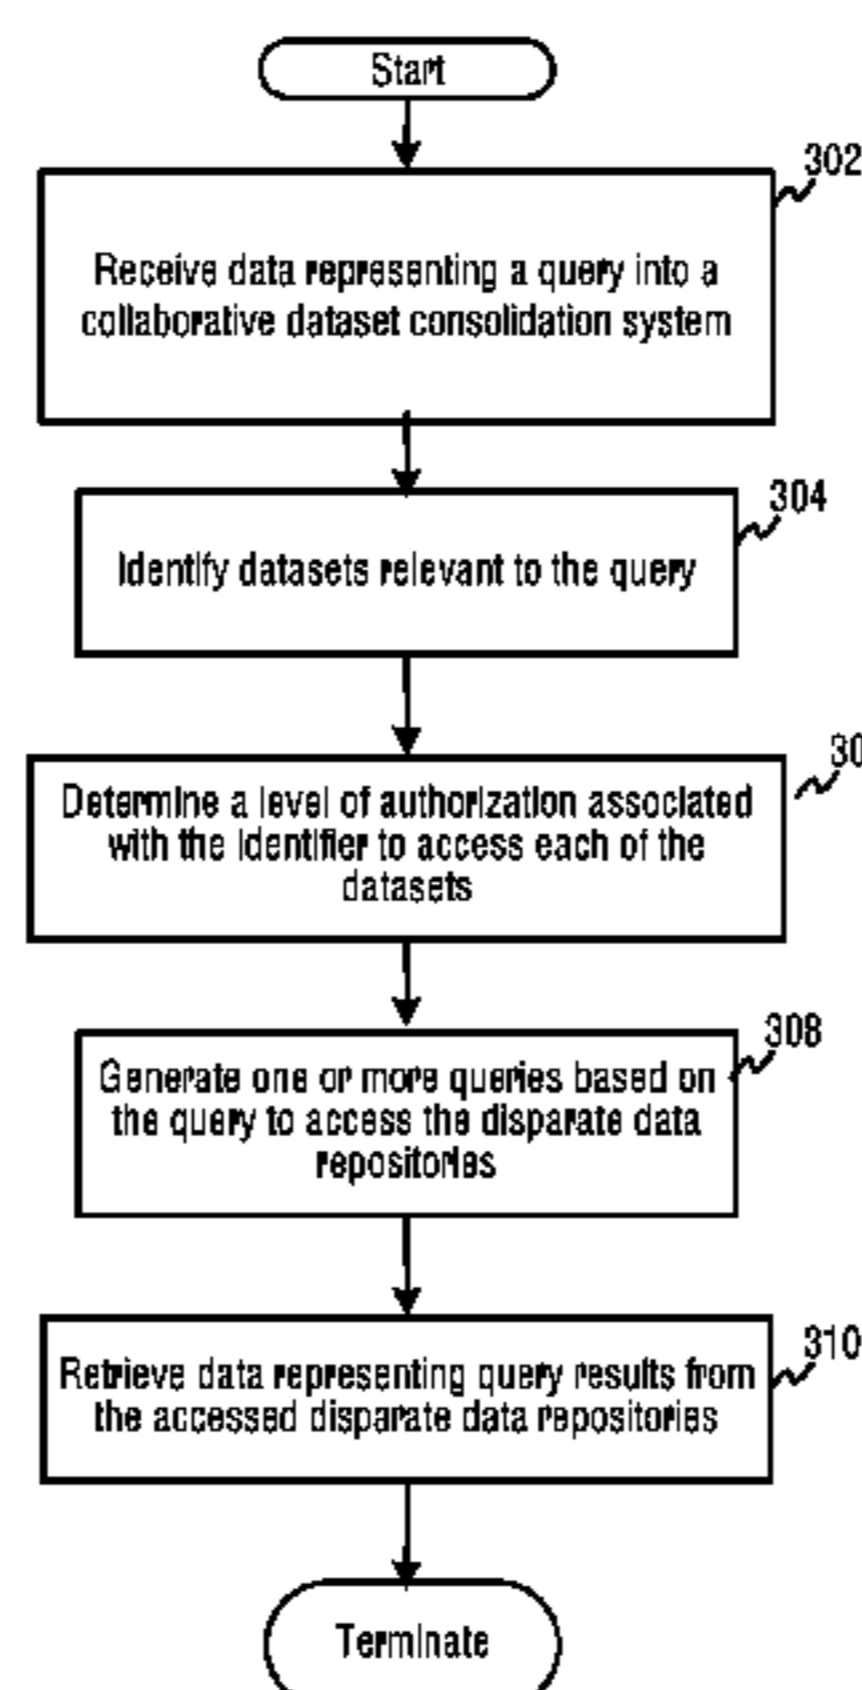 Start
302
Receive data representing a query into a
collaborative dataset consolidation system
304
Identify datasets relevant to the query
30
Determine a level of authorization associated
with the identifier to access each of the
datasets
308
Generate one or more queries based on
the query to access the disparate data
repositories
310
Retrieve data representing query results from
the accessed disparate data repositories
Terminate